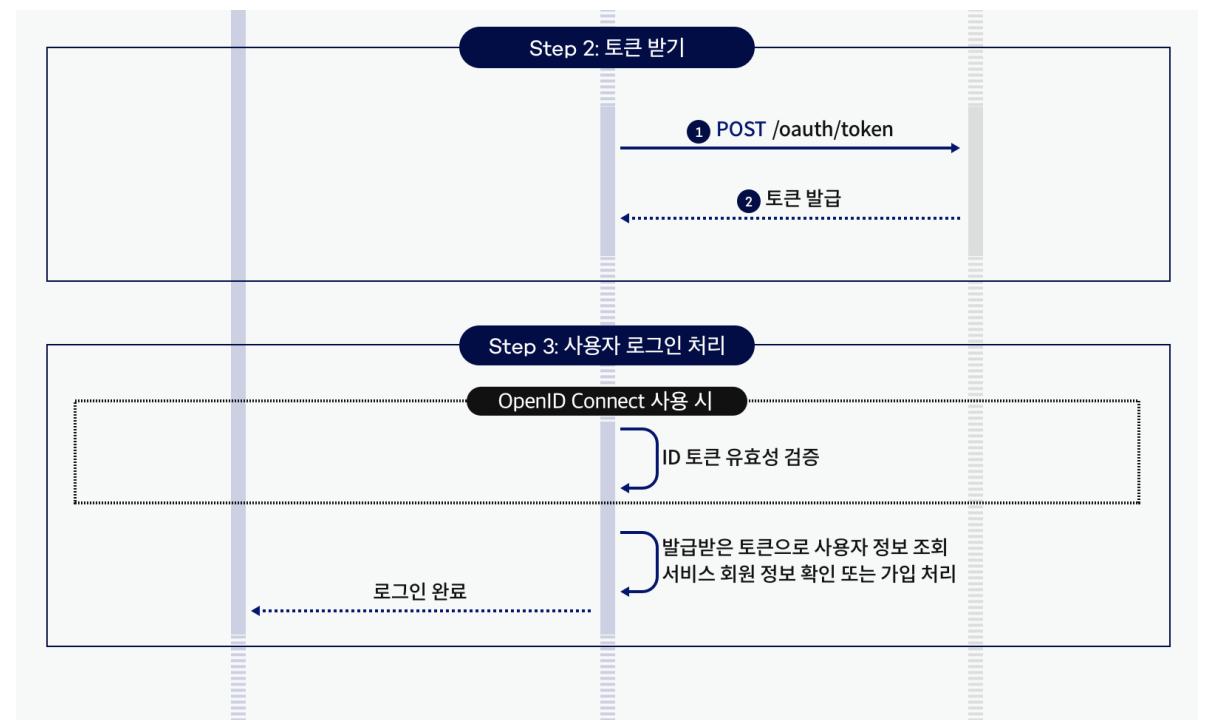 Step 2: 토큰 받기
1 POST /oauth/token
2 토큰 발급
Step 3: 사용자 로그인 처리
OpenID Connect 사용 시
ID 토큰 유효성 검증
발급받은 토큰으로 사용자 정보 조회
서비스 회원 정보 확인 또는 가입 처리
로그인 완료